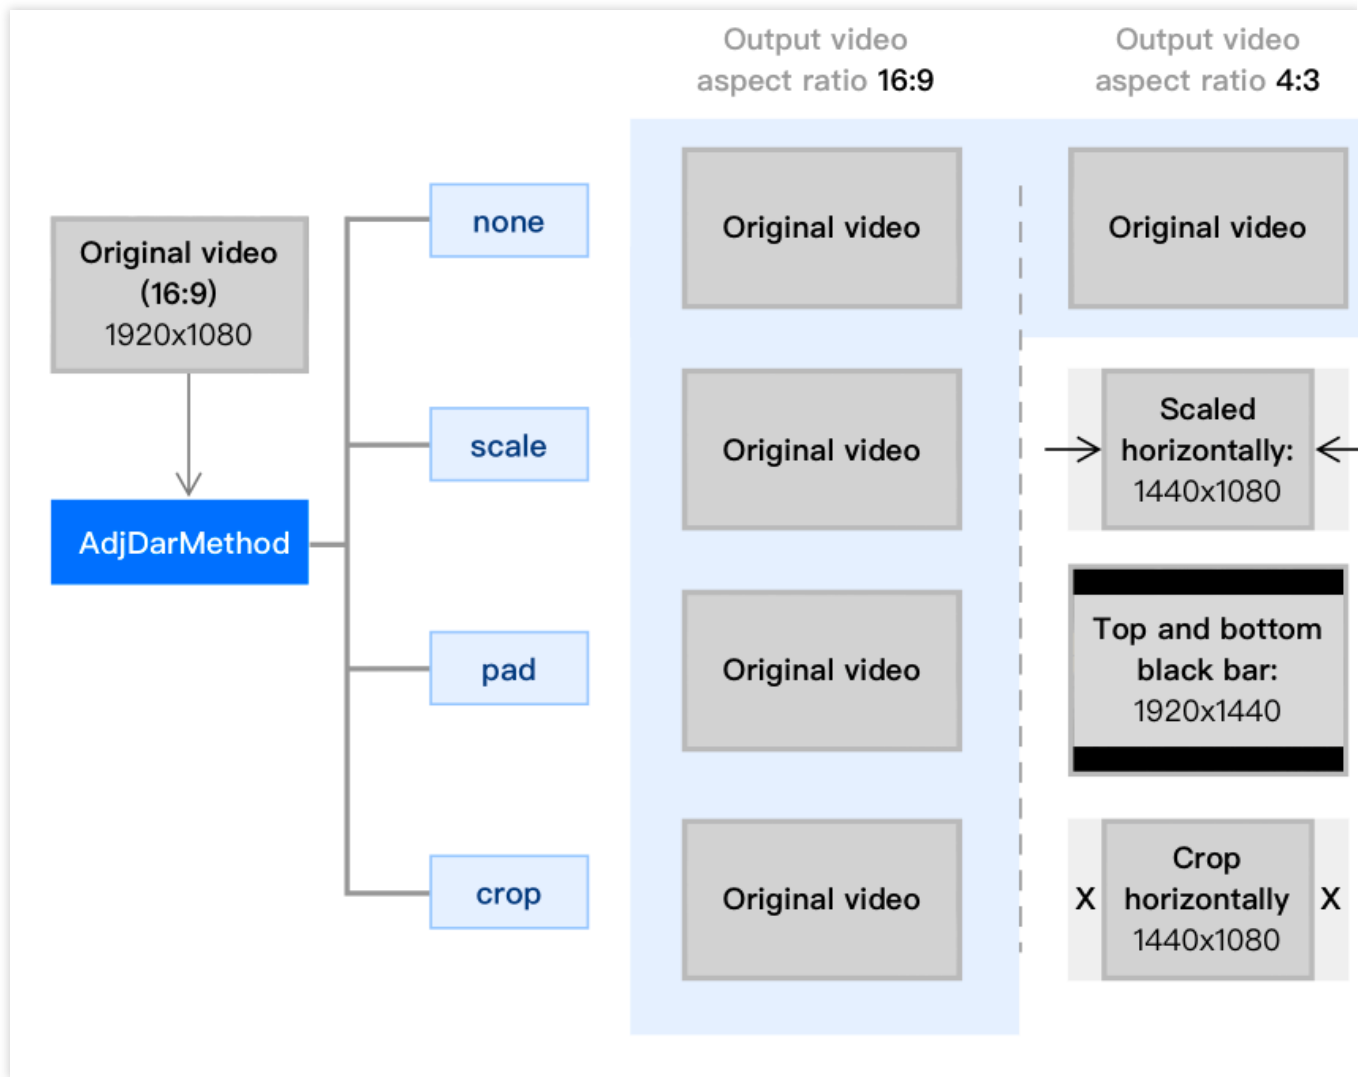 Output video
aspect ratio 16:9
Output video
aspect ratio 4:3
Original video
(16:9)
1920x1080
AdjDarMethod
none
Original video
Original video
scale
Original video
Scaled
horizontally:
1440x1080
pad
Original video
Top and bottom
black bar:
1920x1440
crop
Original video
X
Crop
horizontally
1440x1080
X